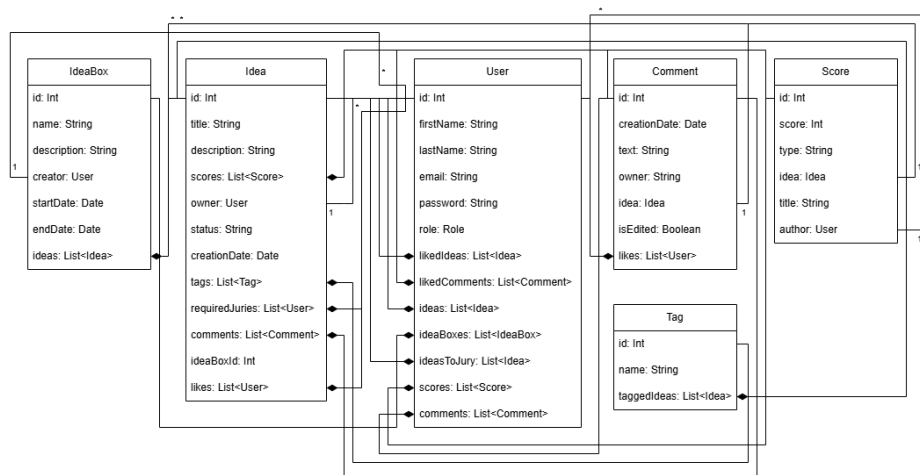 IdeaBox
id: Int
name: String
description: String
creator: User
startDate: Date
endDate: Date
ideas: List<Idea>
Idea
id: Int
title: String
description: String
scores: List<Score>
owner: User
status: String
creationDate: Date
tags: List<Tag>
requiredJuries: List<User>
comments: List<Comment>
ideaBoxId: Int
likes: List<User>
User
id: Int
firstName: String
lastName: String
email: String
password: String
role: Role
likedIdeas: List<Idea>
likedComments: List<Comment>
ideas: List<Idea>
ideaBoxes: List<IdeaBox>
ideasToJury: List<Idea>
scores: List<Score>
comments: List<Comment>
Comment
id: Int
creationDate: Date
text: String
owner: String
idea: Idea
isEdited: Boolean
likes: List<User>
Score
id: Int
score: Int
type: String
idea: Idea
title: String
author: User
Tag
id: Int
name: String
taggedIdeas: List<Idea>
* *
*
*
*
1
1
1
1
1